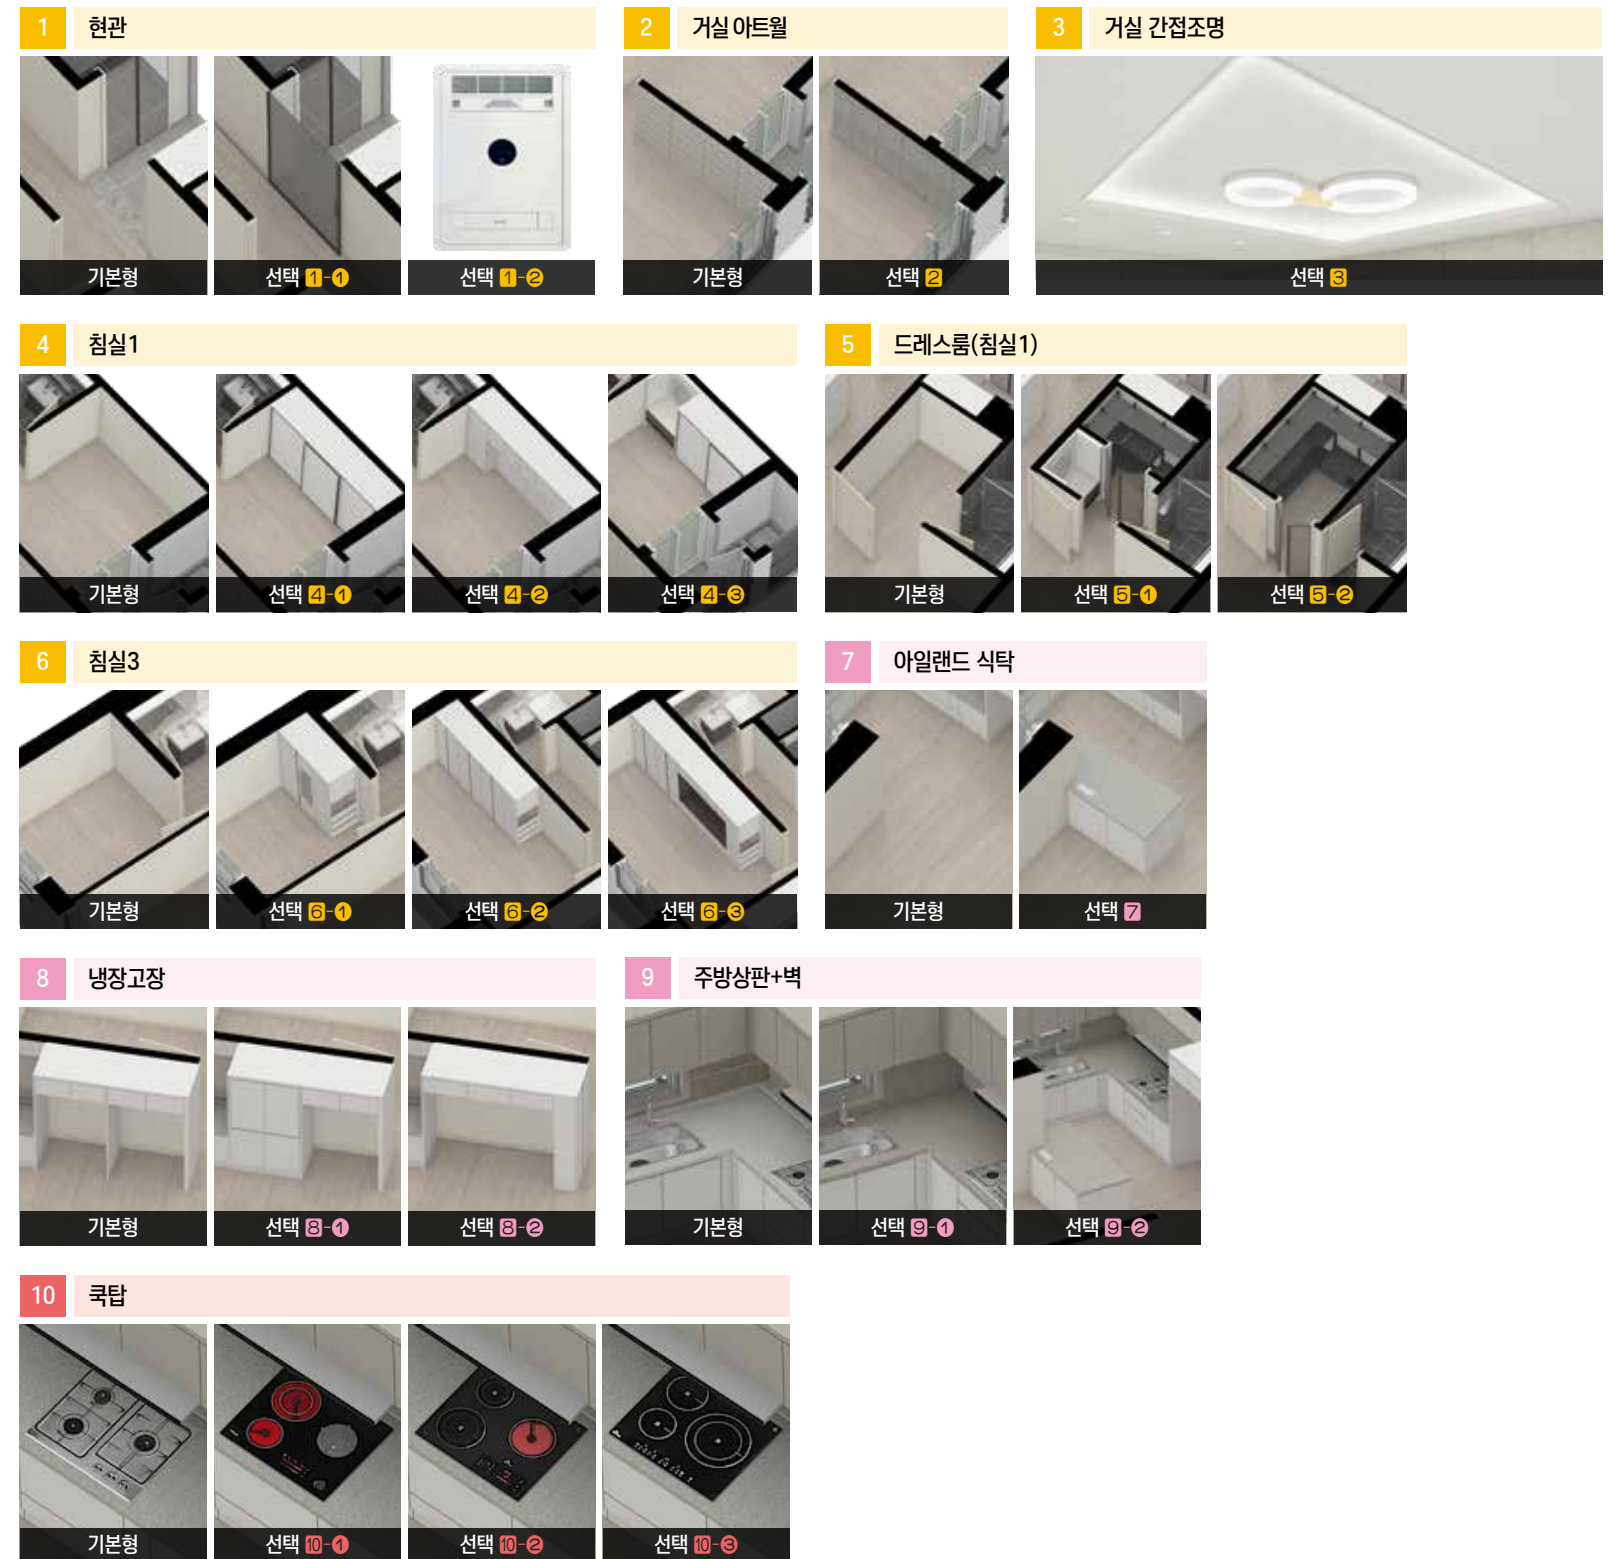 1 현관
기본형 선택 1-1 선택 1-2
2 거실 아트월
기본형 선택 2
3 거실 간접조명
선택 3
4 침실1
기본형 선택 4-1 선택 4-2 선택 4-3
5 드레스룸(침실1)
기본형 선택 5-1 선택 5-2
6 침실3
기본형 선택 6-1 선택 6-2 선택 6-3
7 아일랜드 식탁
기본형 선택 7
8 냉장고장
기본형 선택 8-1 선택 8-2
9 주방상판+벽
기본형 선택 9-1 선택 9-2
10 쿡탑
기본형 선택 10-1 선택 10-2 선택 10-3